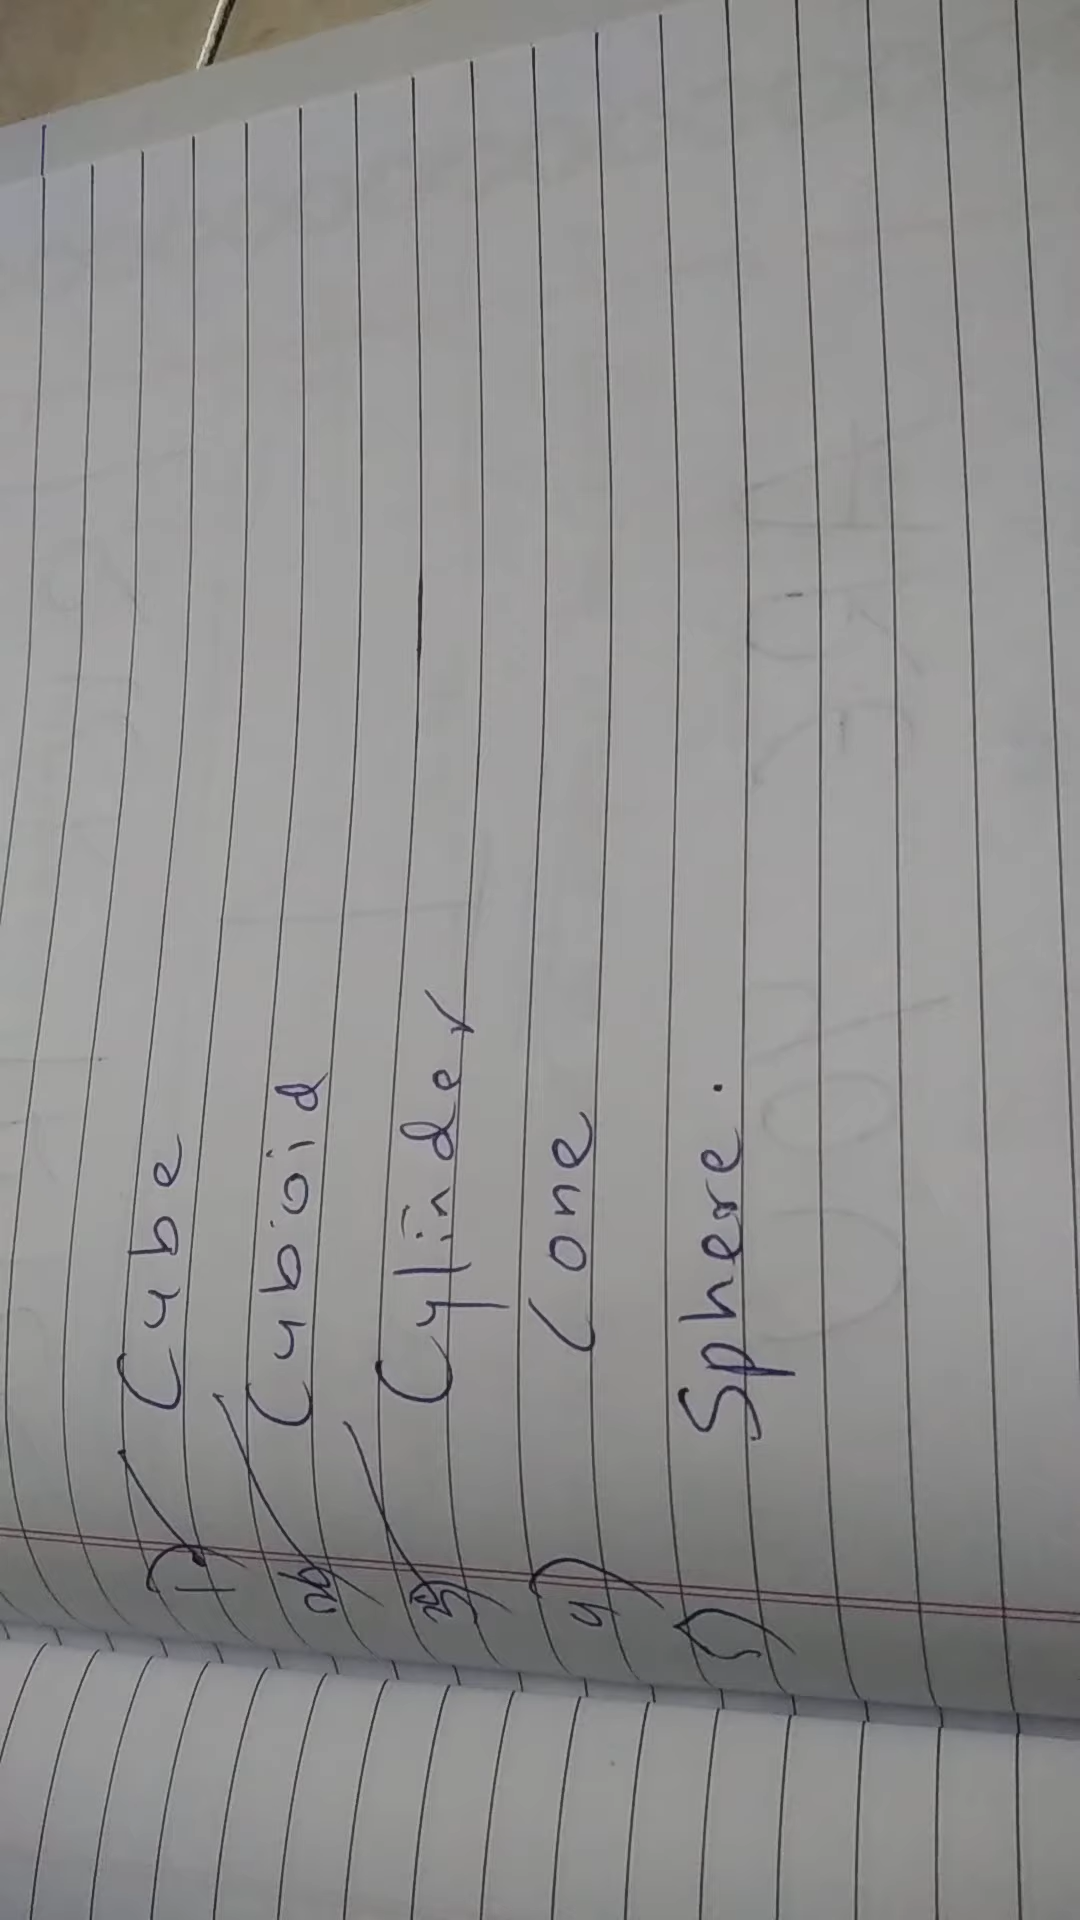 1) Cube
2) Cuboid
3) Cylinder
4) Cone
5) Sphere.